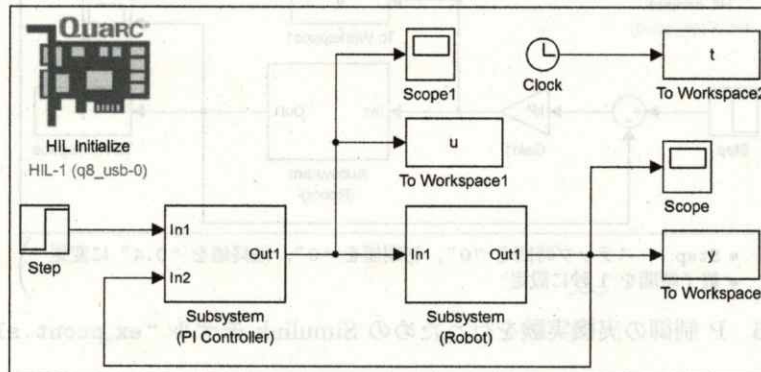 QUARC
HIL Initialize
HIL-1 (q8_usb-0)
Scope1
Clock
t
To Workspace2
u
To Workspace1
Scope
Step
In1
In2
Out1
Subsystem
(PI Controller)
In1
Out1
Subsystem
(Robot)
y
To Workspace